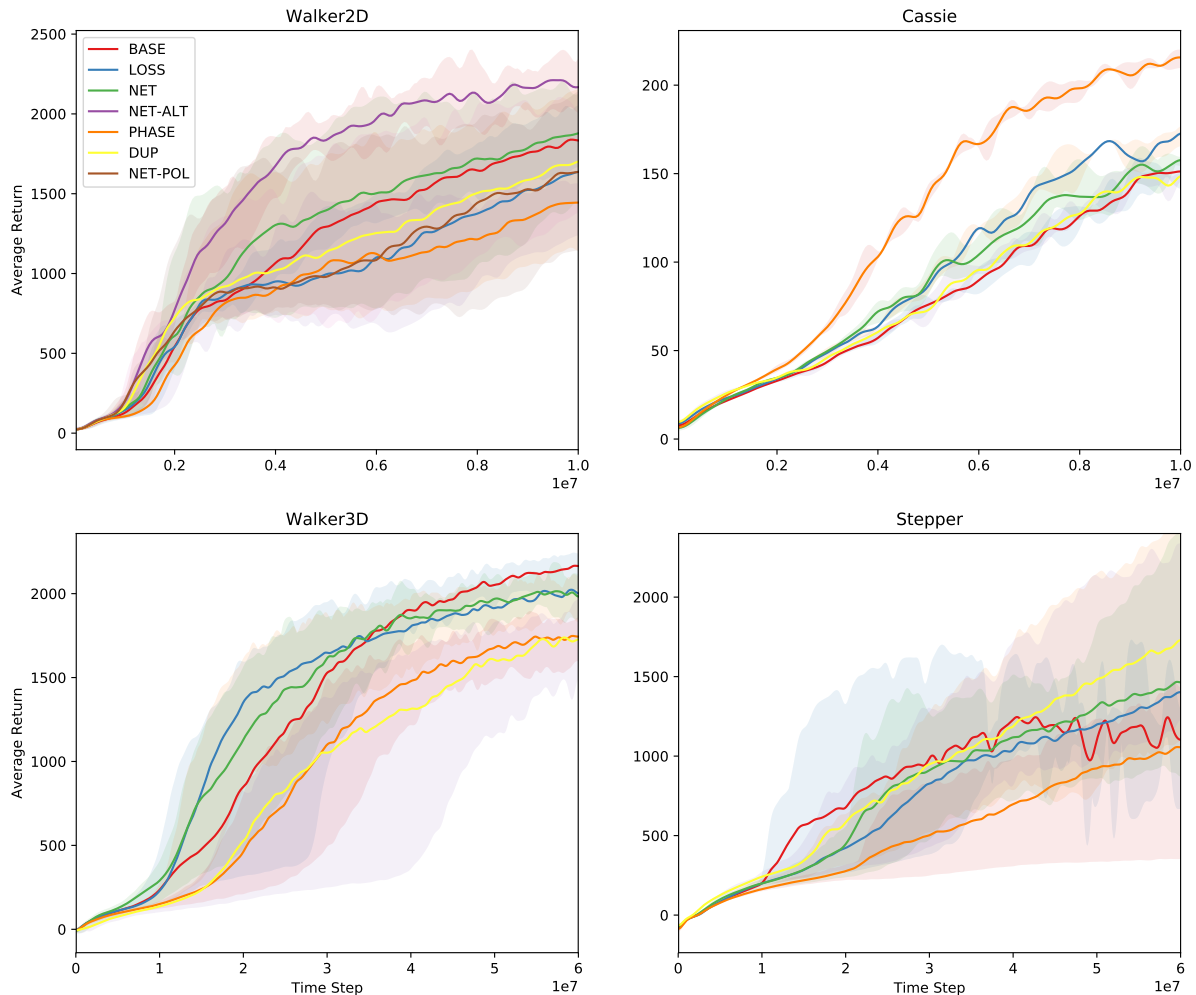 Walker2D
Cassie
2500
2000
1500
1000
500
0
Average Return
BASE
LOSS
NET
NET-ALT
PHASE
DUP
NET-POL
0.2
0.4
0.6
0.8
1.0
1e7
200
150
100
50
0
0.2
0.4
0.6
0.8
1.0
1e7
Walker3D
Stepper
2000
1500
1000
500
0
Average Return
0
1
2
3
4
5
6
1e7
Time Step
2000
1500
1000
500
0
0
1
2
3
4
5
6
1e7
Time Step